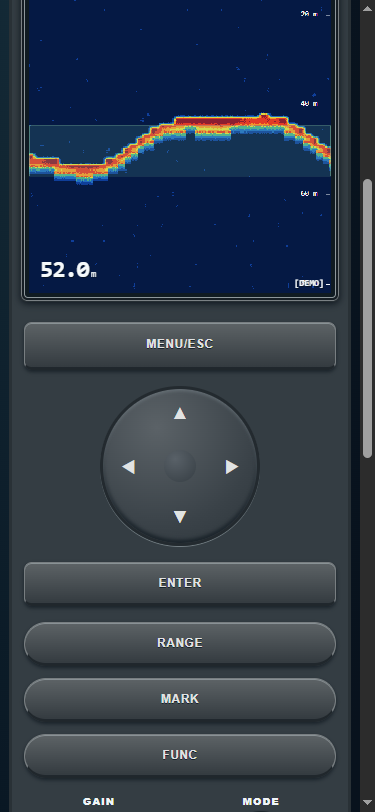 20 m
40 m
60 m
52.0m
[DEMO]
MENU/ESC
ENTER
RANGE
MARK
FUNC
GAIN MODE